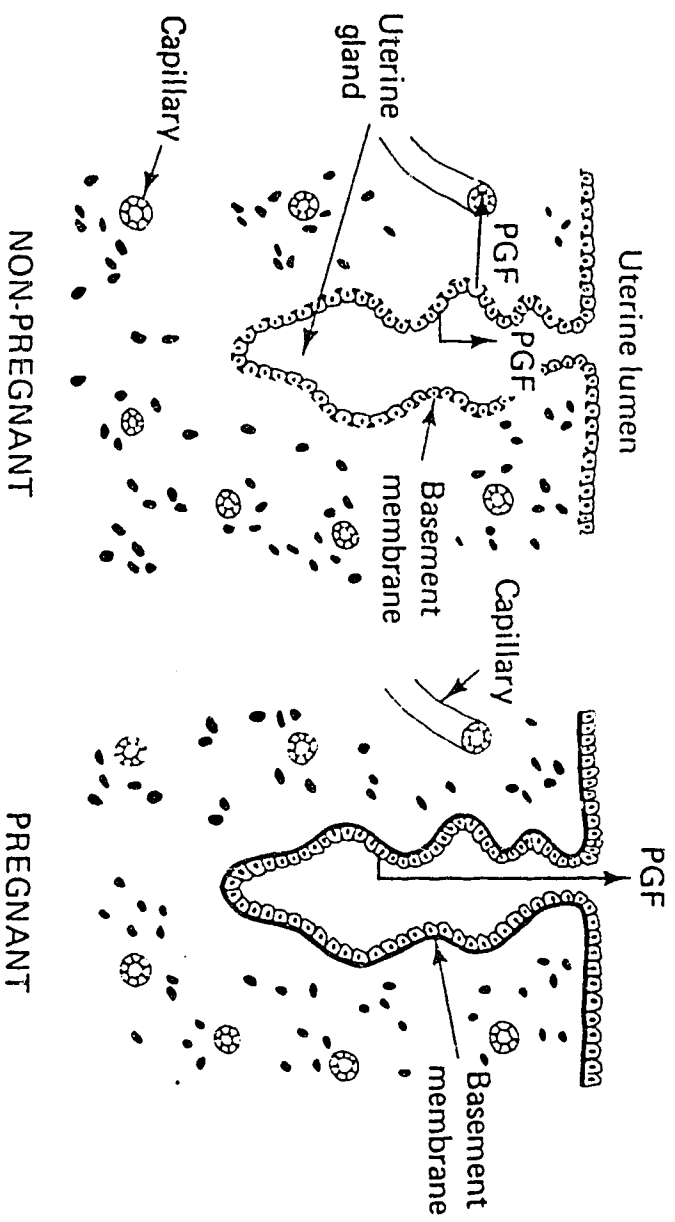 Uterine lumen
PGF
PGF
Uterine
gland
Basement
membrane
Capillary
NON-PREGNANT
PGF
Capillary
Basement
membrane
PREGNANT